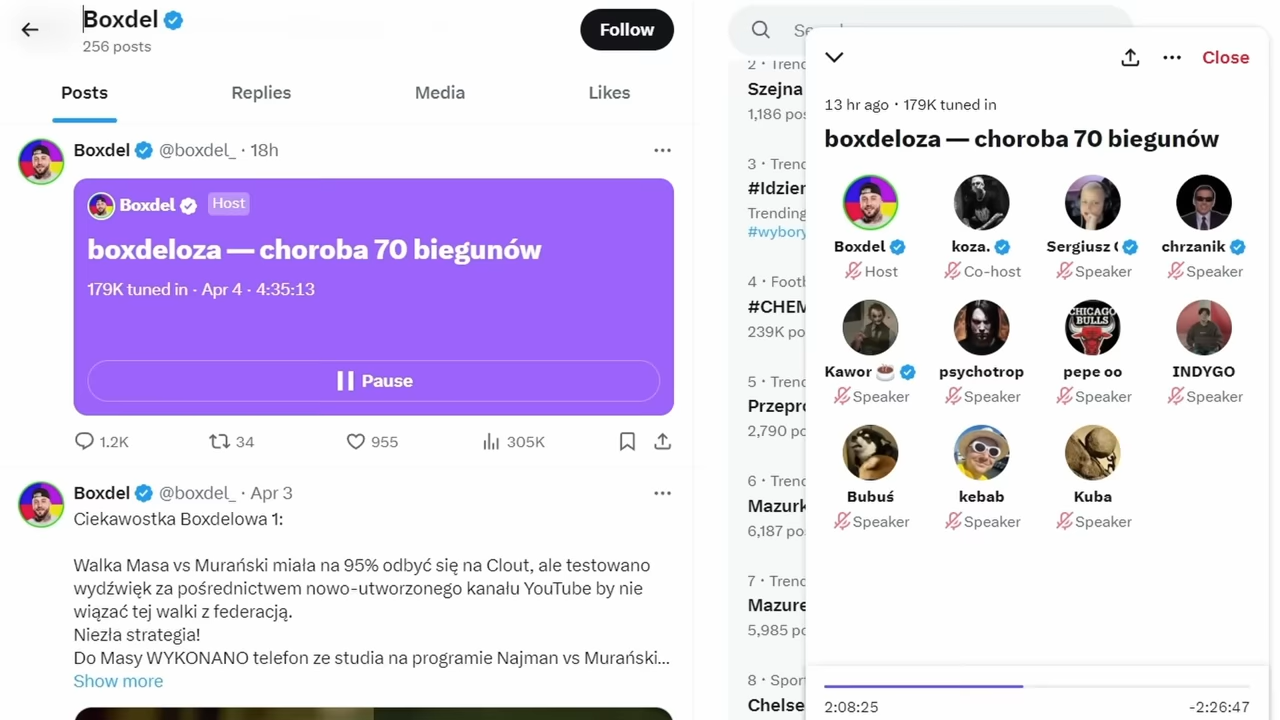 Boxdel
256 posts
Follow
Posts
Replies
Media
Likes
Boxdel @boxdel_ · 18h
Boxdel Host
boxdeloza — choroba 70 biegunów
179K tuned in · Apr 4 · 4:35:13
Pause
1.2K
34
955
305K
Boxdel @boxdel_ · Apr 3
Ciekawostka Boxdelowa 1:
Walka Masa vs Murański miała na 95% odbyć się na Clout, ale testowano
wydźwięk za pośrednictwem nowo-utworzonego kanału YouTube by nie
wiązać tej walki z federacją.
Niezła strategia!
Do Masy WYKONANO telefon ze studia na programie Najman vs Murański...
Show more
2 · Trend
Szejna
1,186 pos
3 · Trend
#Idzien
Trending
#wybory
4 · Footb
#CHEM
239K po
5 · Trend
Przepro
2,790 po
6 · Trend
Mazurk
6,187 po
7 · Trend
Mazure
5,985 po
8 · Spor
Chelse
Close
13 hr ago · 179K tuned in
boxdeloza — choroba 70 biegunów
Boxdel
koza.
Sergiusz
chrzanik
Host
Co-host
Speaker
Speaker
Kawor ☕
psychotrop
pepe oo
INDYGO
Speaker
Speaker
Speaker
Speaker
CHICAGO
BULLS
Bubuś
kebab
Kuba
Speaker
Speaker
Speaker
2:08:25
-2:26:47